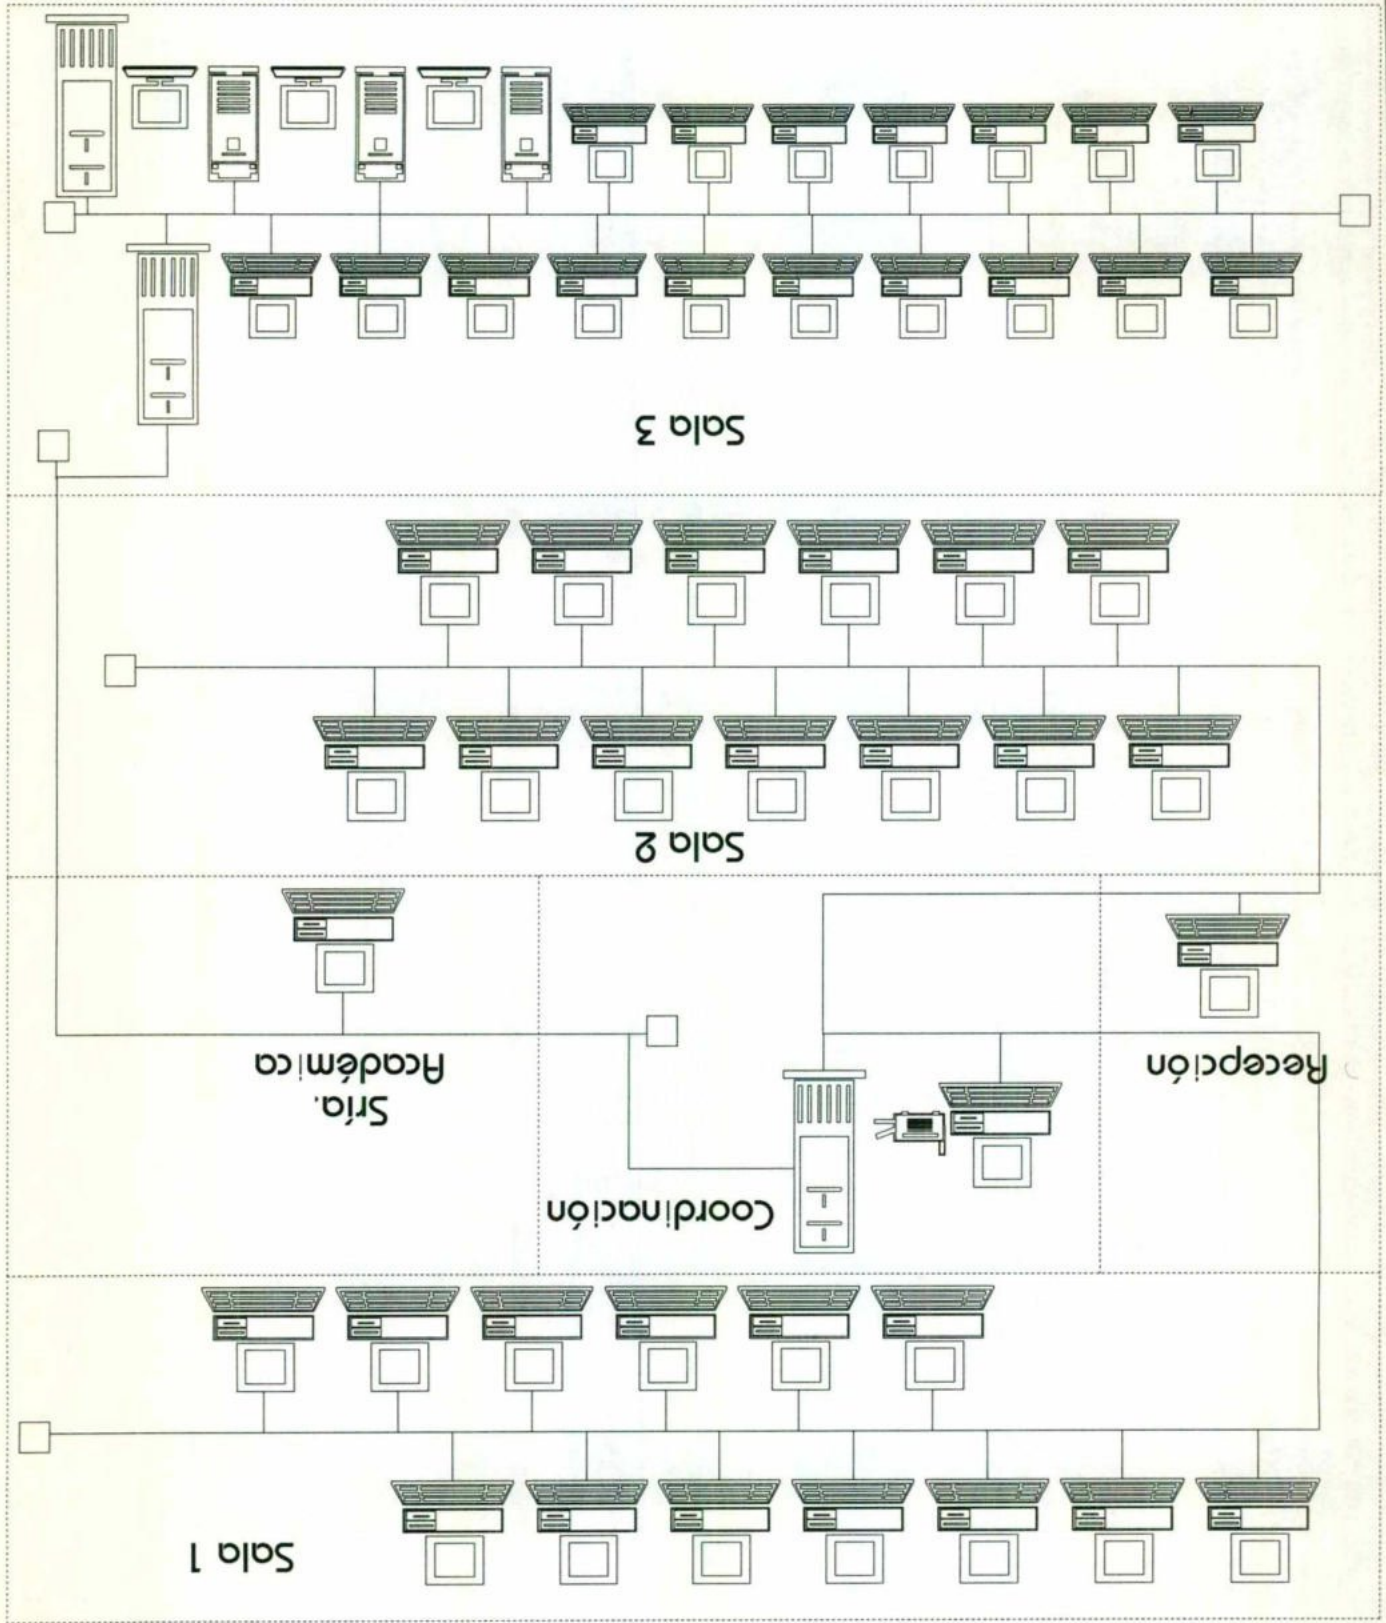 Sala 1
Coordinación
Sría.
Académica
Recepción
Sala 2
Sala 3